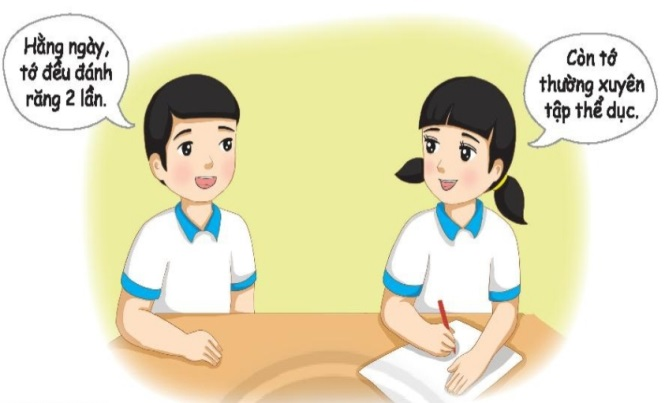 Hằng ngày,
tớ đều đánh
răng 2 lần.
Còn tớ
thường xuyên
tập thể dục.